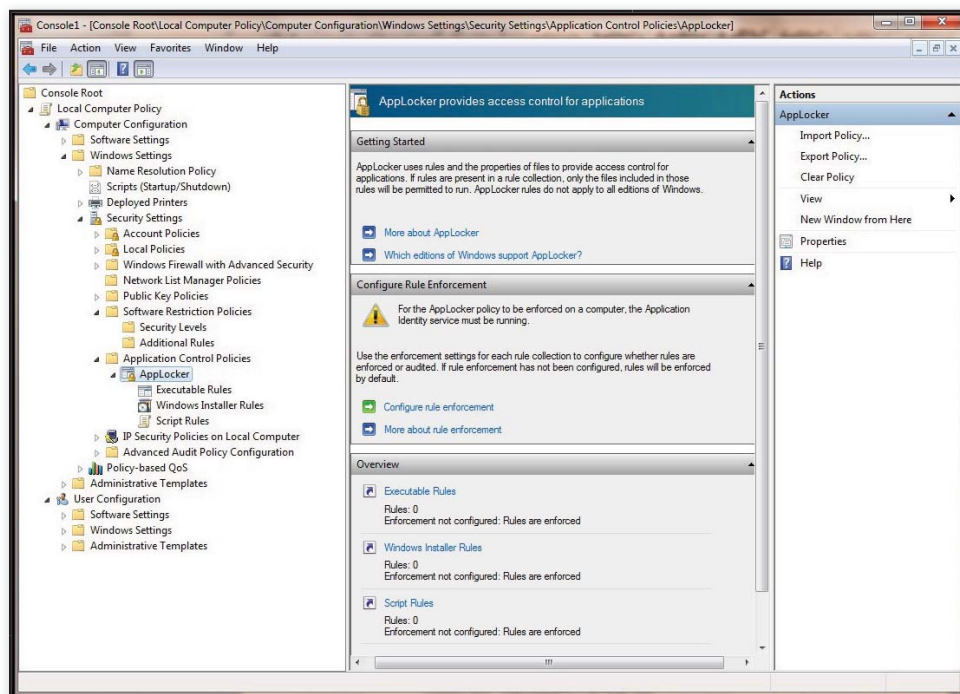 Console1 - [Console Root\Local Computer Policy\Computer Configuration\Windows Settings\Security Settings\Application Control Policies\AppLocker]
File Action View Favorites Window Help
Console Root
Local Computer Policy
Computer Configuration
Software Settings
Windows Settings
Name Resolution Policy
Scripts (Startup/Shutdown)
Deployed Printers
Security Settings
Account Policies
Local Policies
Windows Firewall with Advanced Security
Network List Manager Policies
Public Key Policies
Software Restriction Policies
Security Levels
Additional Rules
Application Control Policies
AppLocker
Executable Rules
Windows Installer Rules
Script Rules
IP Security Policies on Local Computer
Advanced Audit Policy Configuration
Policy-based QoS
Administrative Templates
User Configuration
Software Settings
Windows Settings
Administrative Templates
AppLocker provides access control for applications
Getting Started
AppLocker uses rules and the properties of files to provide access control for
applications. If rules are present in a rule collection, only the files included in those
rules will be permitted to run. AppLocker rules do not apply to all editions of Windows.
More about AppLocker
Which editions of Windows support AppLocker?
Configure Rule Enforcement
For the AppLocker policy to be enforced on a computer, the Application
Identity service must be running.
Use the enforcement settings for each rule collection to configure whether rules are
enforced or audited. If rule enforcement has not been configured, rules will be enforced
by default.
Configure rule enforcement
More about rule enforcement
Overview
Executable Rules
Rules: 0
Enforcement not configured: Rules are enforced
Windows Installer Rules
Rules: 0
Enforcement not configured: Rules are enforced
Script Rules
Rules: 0
Enforcement not configured: Rules are enforced
Actions
AppLocker
Import Policy...
Export Policy...
Clear Policy
View
New Window from Here
Properties
Help